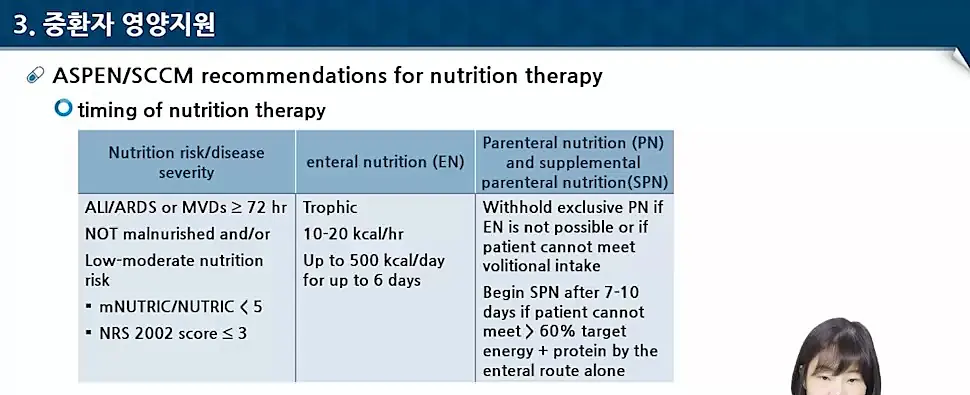 3. 중환자 영양지원
ASPEN/SCCM recommendations for nutrition therapy
timing of nutrition therapy
Nutrition risk/disease
severity
enteral nutrition (EN)
Parenteral nutrition (PN)
and supplemental
parenteral nutrition(SPN)
ALI/ARDS or MVDs ≥ 72 hr
NOT malnurished and/or
Low-moderate nutrition
risk
▪ mNUTRIC/NUTRIC < 5
▪ NRS 2002 score ≤ 3
Trophic
10-20 kcal/hr
Up to 500 kcal/day
for up to 6 days
Withhold exclusive PN if
EN is not possible or if
patient cannot meet
volitional intake
Begin SPN after 7-10
days if patient cannot
meet > 60% target
energy + protein by the
enteral route alone